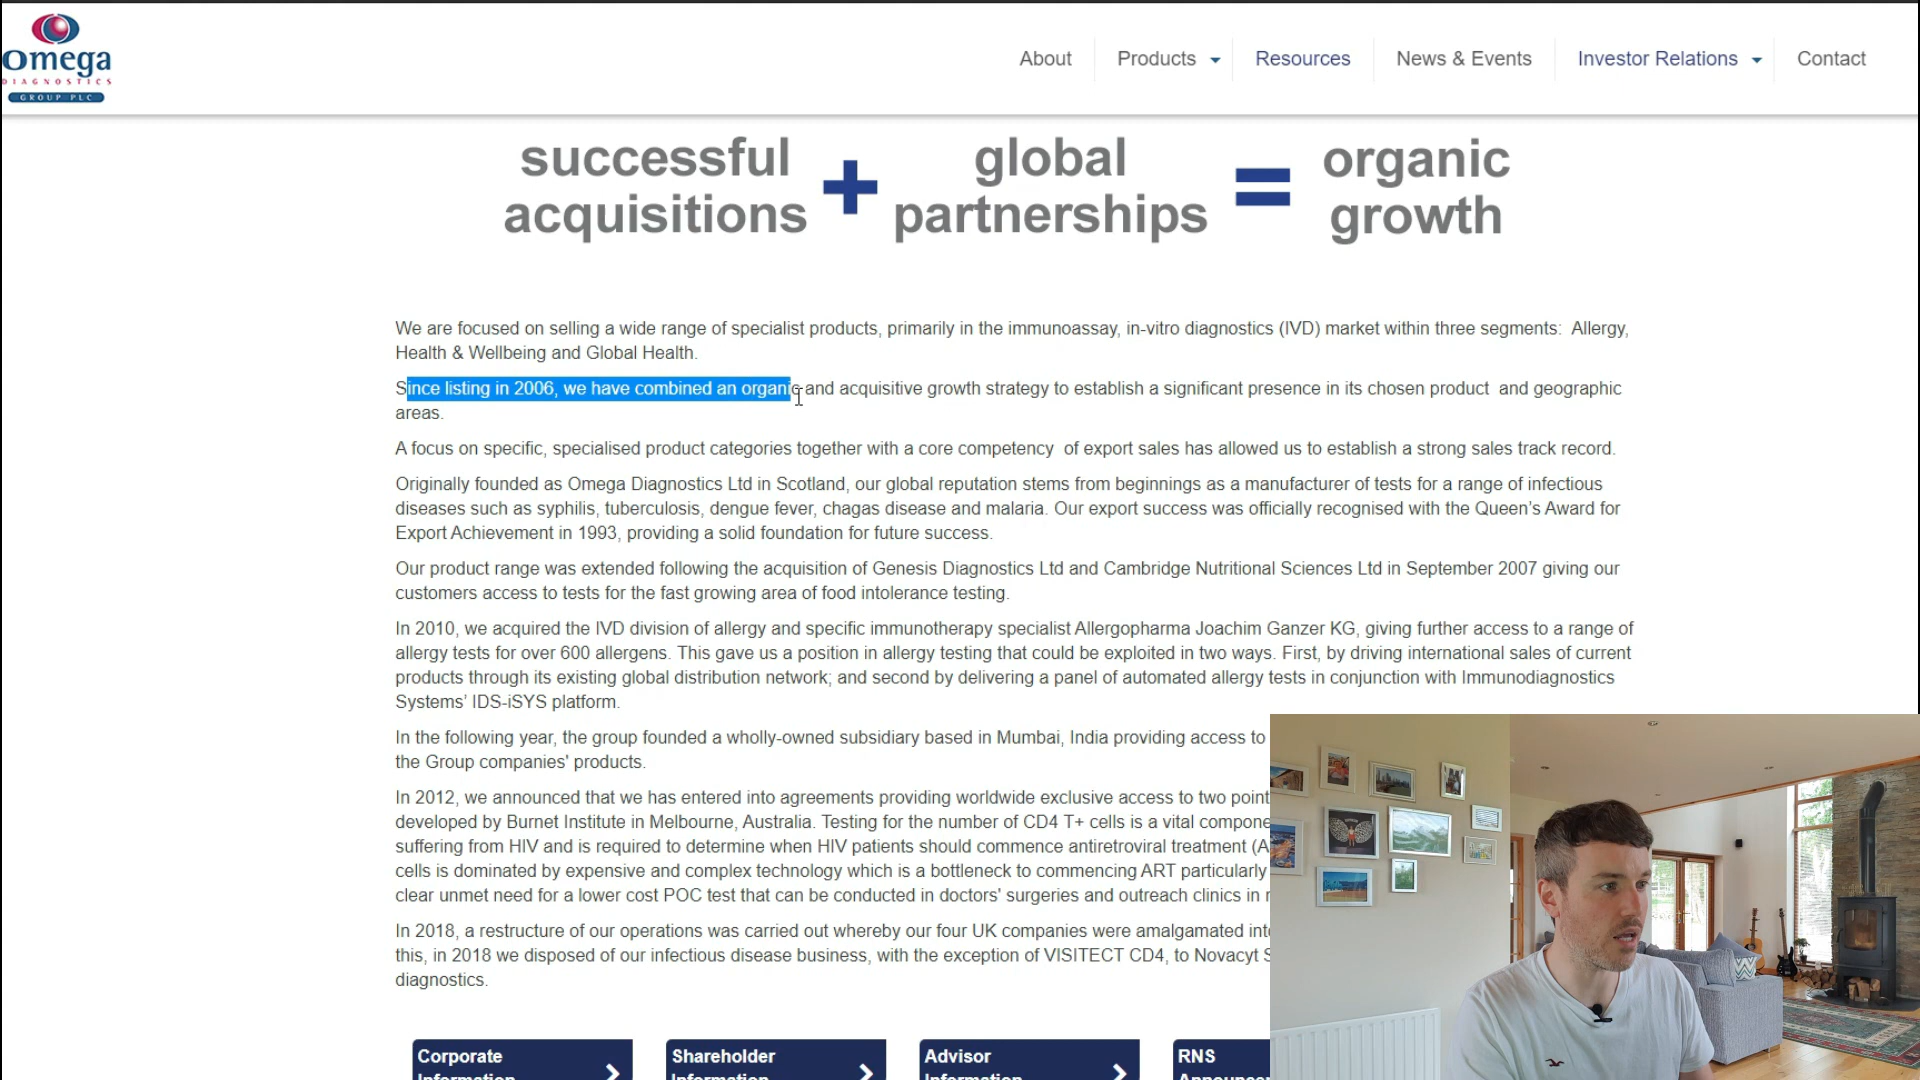 Omega
DIAGNOSTICS
GROUP PLC
About
Products
Resources
News & Events
Investor Relations
Contact
successful
acquisitions
+
global
partnerships
=
organic
growth
We are focused on selling a wide range of specialist products, primarily in the immunoassay, in-vitro diagnostics (IVD) market within three segments:  Allergy,
Health & Wellbeing and Global Health.
Since listing in 2006, we have combined an organic and acquisitive growth strategy to establish a significant presence in its chosen product  and geographic
areas.
A focus on specific, specialised product categories together with a core competency  of export sales has allowed us to establish a strong sales track record.
Originally founded as Omega Diagnostics Ltd in Scotland, our global reputation stems from beginnings as a manufacturer of tests for a range of infectious
diseases such as syphilis, tuberculosis, dengue fever, chagas disease and malaria. Our export success was officially recognised with the Queen's Award for
Export Achievement in 1993, providing a solid foundation for future success.
Our product range was extended following the acquisition of Genesis Diagnostics Ltd and Cambridge Nutritional Sciences Ltd in September 2007 giving our
customers access to tests for the fast growing area of food intolerance testing.
In 2010, we acquired the IVD division of allergy and specific immunotherapy specialist Allergopharma Joachim Ganzer KG, giving further access to a range of
allergy tests for over 600 allergens. This gave us a position in allergy testing that could be exploited in two ways. First, by driving international sales of current
products through its existing global distribution network; and second by delivering a panel of automated allergy tests in conjunction with Immunodiagnostics
Systems' IDS-iSYS platform.
In the following year, the group founded a wholly-owned subsidiary based in Mumbai, India providing access to
the Group companies' products.
In 2012, we announced that we has entered into agreements providing worldwide exclusive access to two point
developed by Burnet Institute in Melbourne, Australia. Testing for the number of CD4 T+ cells is a vital compone
suffering from HIV and is required to determine when HIV patients should commence antiretroviral treatment (A
cells is dominated by expensive and complex technology which is a bottleneck to commencing ART particularly
clear unmet need for a lower cost POC test that can be conducted in doctors' surgeries and outreach clinics in r
In 2018, a restructure of our operations was carried out whereby our four UK companies were amalgamated into
this, in 2018 we disposed of our infectious disease business, with the exception of VISITECT CD4, to Novacyt S
diagnostics.
Corporate
Information
Shareholder
Information
Advisor
Information
RNS